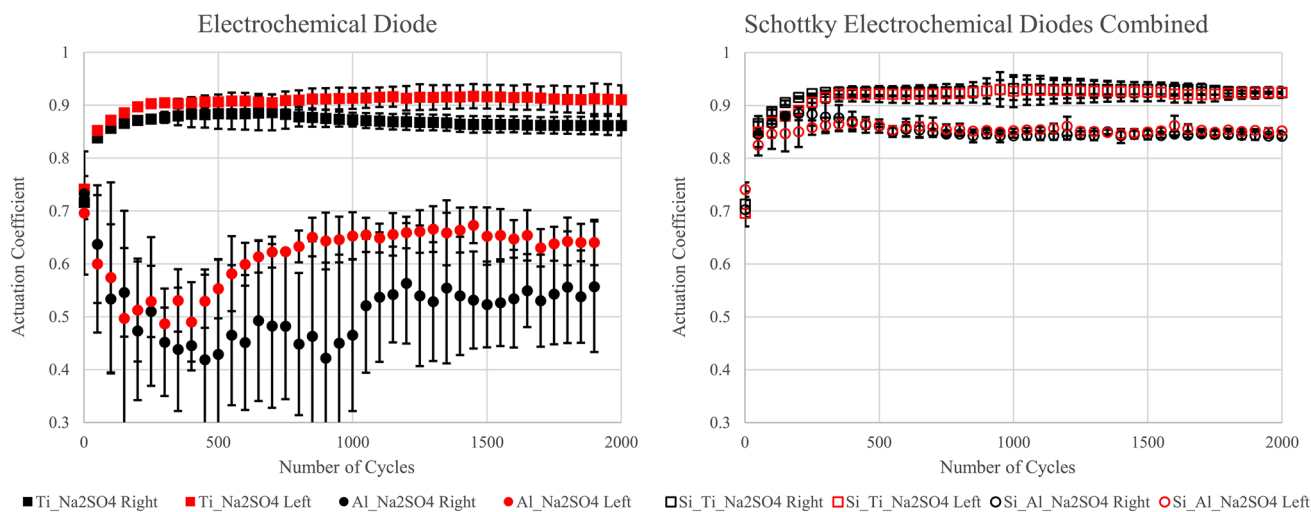 Electrochemical Diode
1
0.9
0.8
0.7
0.6
0.5
0.4
0.3
Actuation Coefficient
0
500
1000
1500
2000
Number of Cycles
Ti_Na2SO4 Right
Ti_Na2SO4 Left
Al_Na2SO4 Right
Al_Na2SO4 Left
Schottky Electrochemical Diodes Combined
1
0.9
0.8
0.7
0.6
0.5
0.4
0.3
Actuation Coefficient
0
500
1000
1500
2000
Number of Cycles
Si_Ti_Na2SO4 Right
Si_Ti_Na2SO4 Left
Si_Al_Na2SO4 Right
Si_Al_Na2SO4 Left